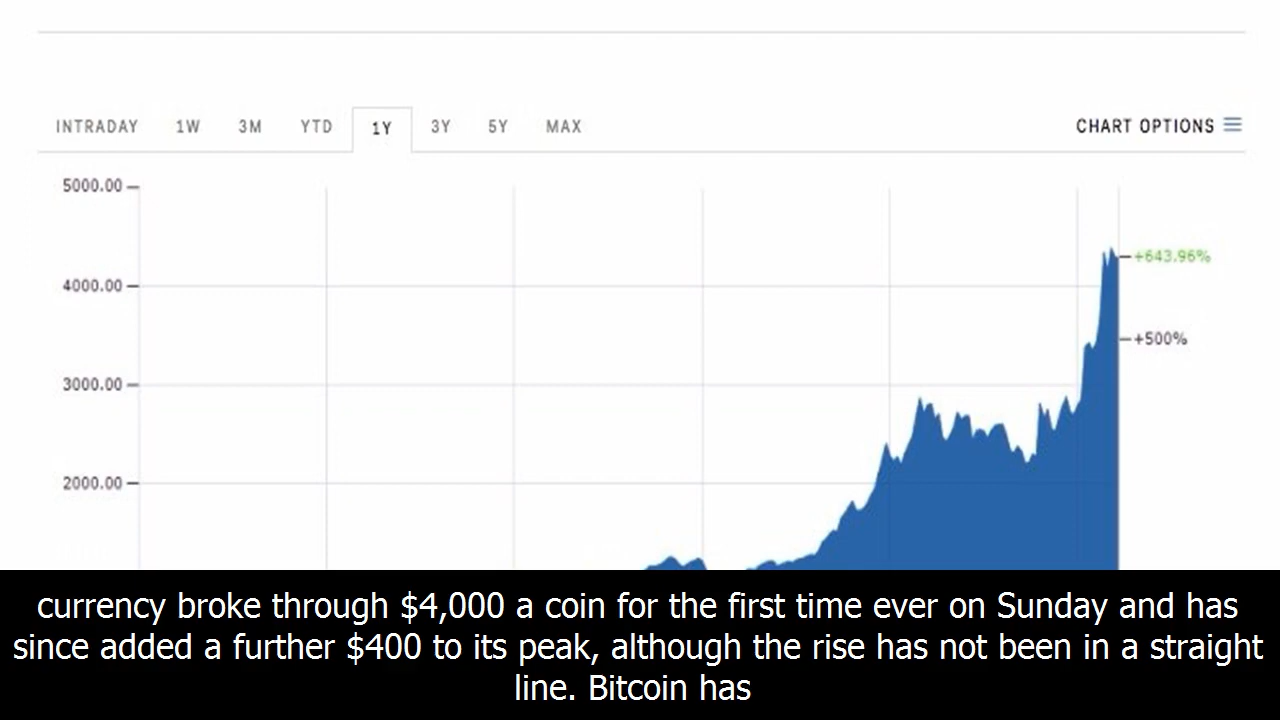 INTRADAY 1W 3M YTD 1Y 3Y 5Y MAX CHART OPTIONS
5000.00
+643.96%
4000.00
+500%
3000.00
2000.00
currency broke through $4,000 a coin for the first time ever on Sunday and has
since added a further $400 to its peak, although the rise has not been in a straight
line. Bitcoin has